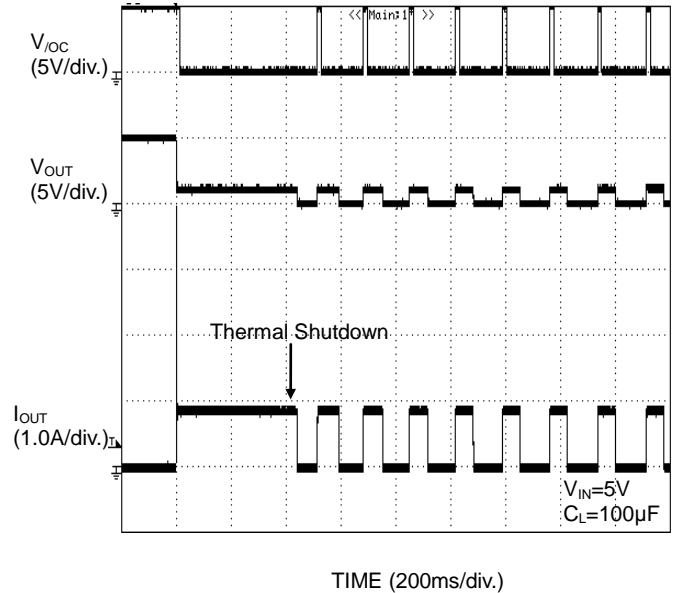 << Main:1 >>
V/OC
(5V/div.)
VOUT
(5V/div.)
Thermal Shutdown
IOUT
(1.0A/div.)
VIN=5V
CL=100µF
TIME (200ms/div.)